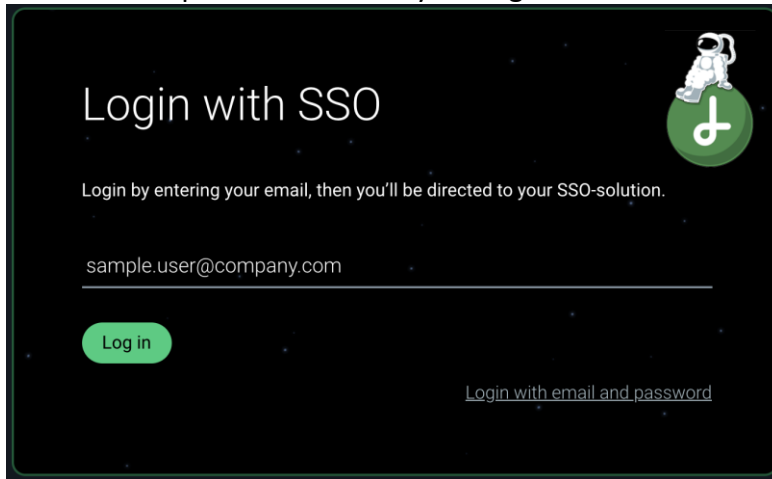 Login with SSO
Login by entering your email, then you’ll be directed to your SSO-solution.
sample.user@company.com
Log in
Login with email and password